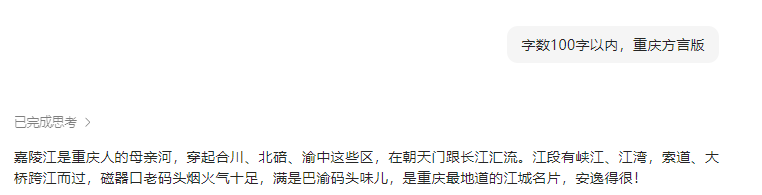 字数100字以内，重庆方言版
已完成思考 >
嘉陵江是重庆人的母亲河，穿起合川、北碚、渝中这些区，在朝天门跟长江汇流。江段有峡江、江湾，索道、大
桥跨江而过，磁器口老码头烟火气十足，满是巴渝码头味儿，是重庆最地道的江城名片，安逸得很！